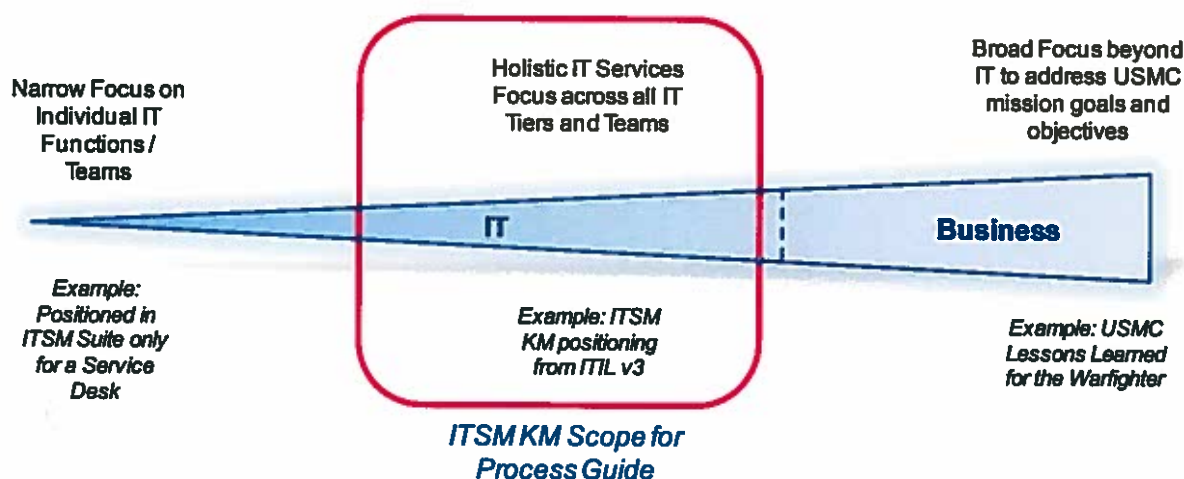 Narrow Focus on
Individual IT
Functions /
Teams
Holistic IT Services
Focus across all IT
Tiers and Teams
Broad Focus beyond
IT to address USMC
mission goals and
objectives
IT
Business
Example:
Positioned in
ITSM Suite only
for a Service
Desk
Example: ITSM
KM positioning
from ITIL v3
Example: USMC
Lessons Learned
for the Warfighter
ITSM KM Scope for
Process Guide